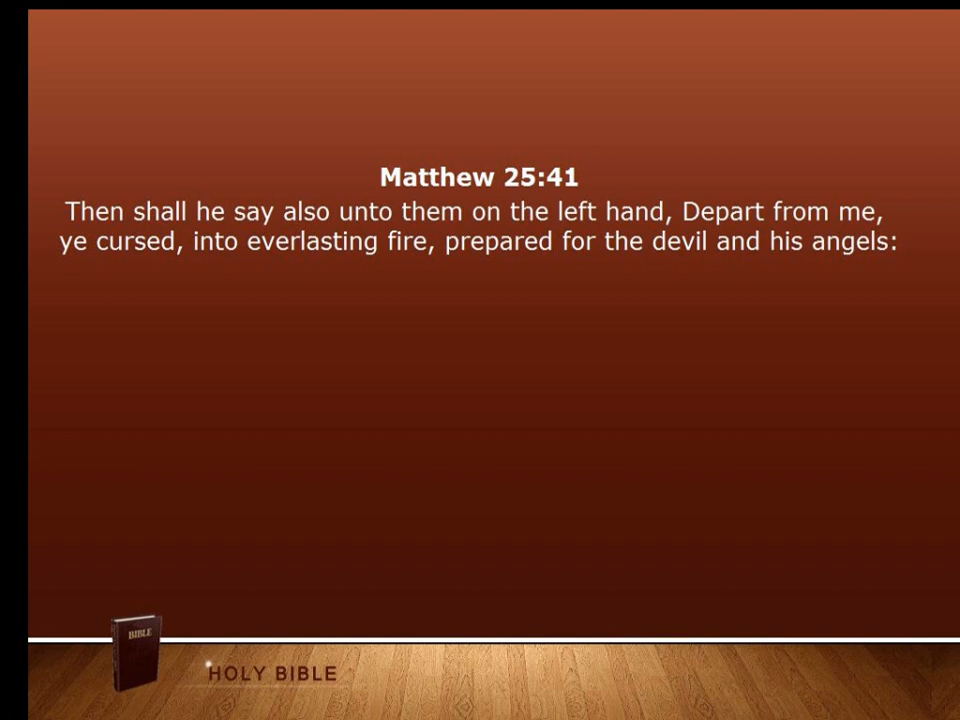 Matthew 25:41
Then shall he say also unto them on the left hand, Depart from me,
ye cursed, into everlasting fire, prepared for the devil and his angels:
BIBLE
HOLY BIBLE